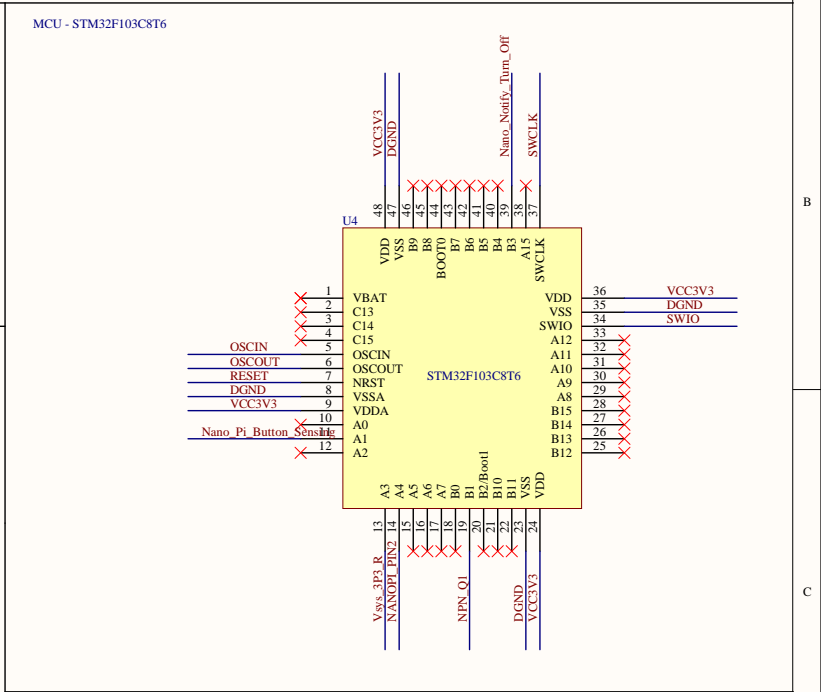 MCU - STM32F103C8T6
VCC3V3
DGND
Nano_Notify_Turn_Off
SWCLK
B
48
47
46
45
44
43
42
41
40
39
38
37
U4
VDD
VSS
B9
B8
BOOT0
B7
B6
B5
B4
B3
A15
SWCLK
1 VBAT
2 C13
3 C14
4 C15
OSCIN 5 OSCIN
OSCOUT 6 OSCOUT
RESET 7 NRST
DGND 8 VSSA
VCC3V3 9 VDDA
10 A0
Nano_Pi_Button_Sensing 11 A1
12 A2
STM32F103C8T6
VDD 36 VCC3V3
VSS 35 DGND
SWIO 34 SWIO
A12 33
A11 32
A10 31
A9 30
A8 29
B15 28
B14 27
B13 26
B12 25
A3
A4
A5
A6
A7
B0
B1
B2/Boot1
B10
B11
VSS
VDD
13
14
15
16
17
18
19
20
21
22
23
24
Vsys_3P3_R
NANOPI_PIN2
NPN_Q1
DGND
VCC3V3
C